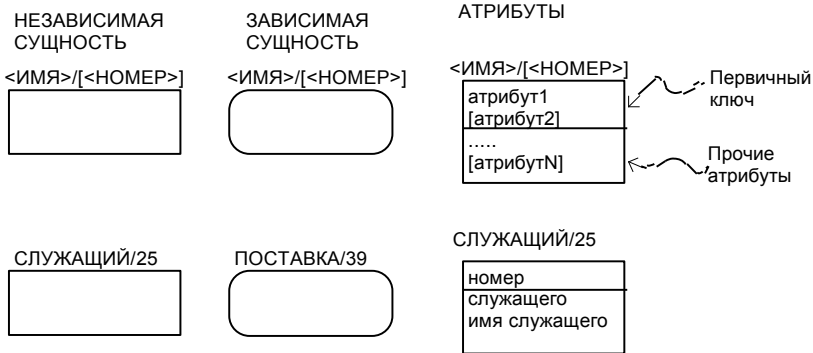 НЕЗАВИСИМАЯ
СУЩНОСТЬ
<ИМЯ>/[<НОМЕР>]
ЗАВИСИМАЯ
СУЩНОСТЬ
<ИМЯ>/[<НОМЕР>]
АТРИБУТЫ
<ИМЯ>/[<НОМЕР>]
атрибут1
[атрибут2]
.....
[атрибутN]
Первичный
ключ
Прочие
атрибуты
СЛУЖАЩИЙ/25
ПОСТАВКА/39
СЛУЖАЩИЙ/25
номер
служащего
имя служащего